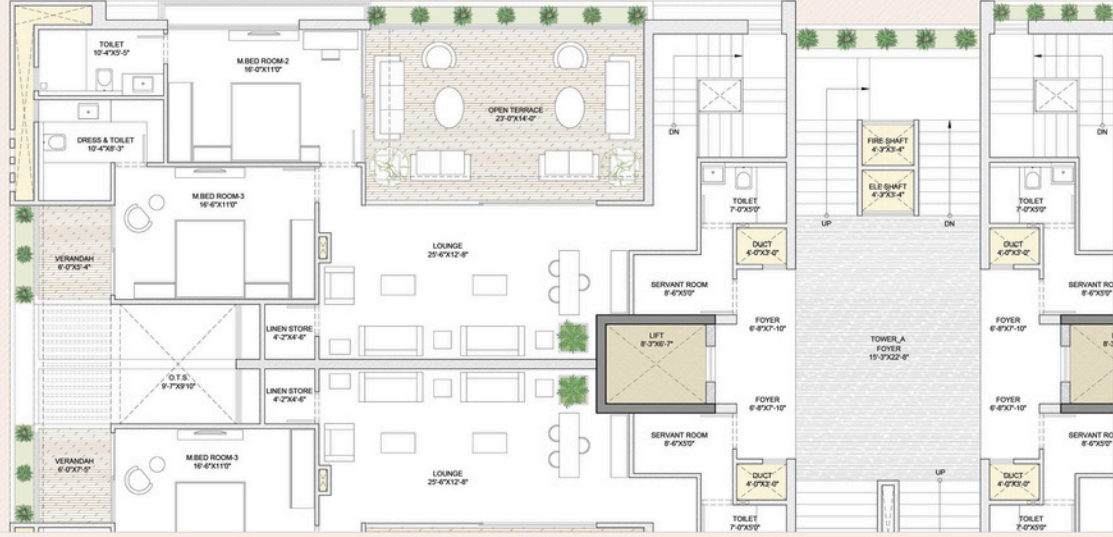 TOILET
10'-4"X5'-5"
M.BED ROOM-2
16'-0"X11'0"
OPEN TERRACE
23'-0"X14'-0"
DN
DN
FIRE SHAFT
4'-3"X3'-4"
DRESS & TOILET
10'-4"X8'-3"
ELE-SHAFT
4'-3"X3'-4"
M.BED ROOM-3
16'-6"X11'0"
TOILET
7'-0"X5'0"
TOILET
7'-0"X5'0"
UP
DN
LOUNGE
25'-6"X12'-8"
DUCT
4'-0"X3'-0"
DUCT
4'-0"X3'-0"
VERANDAH
6'-0"X5'-4"
SERVANT ROOM
8'-6"X5'0"
SERVANT RO
8'-6"X5'0"
LINEN STORE
4'-2"X4'-6"
FOYER
6'-8"X7'-10"
FOYER
6'-8"X7'-10"
LIFT
8'-3"X6'-7"
TOWER_A
FOYER
15'-3"X22'-8"
O.T.S.
9'-7"X9'10"
LINEN STORE
4'-2"X4'-6"
FOYER
6'-8"X7'-10"
FOYER
6'-8"X7'-10"
SERVANT ROOM
8'-6"X5'0"
SERVANT RO
8'-6"X5'0"
VERANDAH
6'-0"X7'-5"
M.BED ROOM-3
16'-6"X11'0"
LOUNGE
25'-6"X12'-8"
DUCT
4'-0"X3'-0"
UP
DUCT
4'-0"X3'-0"
TOILET
7'-0"X5'0"
TOILET
7'-0"X5'0"